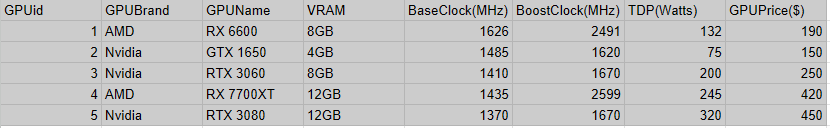 GPUid GPUBrand GPUName VRAM BaseClock(MHz) BoostClock(MHz) TDP(Watts) GPUPrice($)
1 AMD RX 6600 8GB 1626 2491 132 190
2 Nvidia GTX 1650 4GB 1485 1620 75 150
3 Nvidia RTX 3060 8GB 1410 1670 200 250
4 AMD RX 7700XT 12GB 1435 2599 245 420
5 Nvidia RTX 3080 12GB 1370 1670 320 450